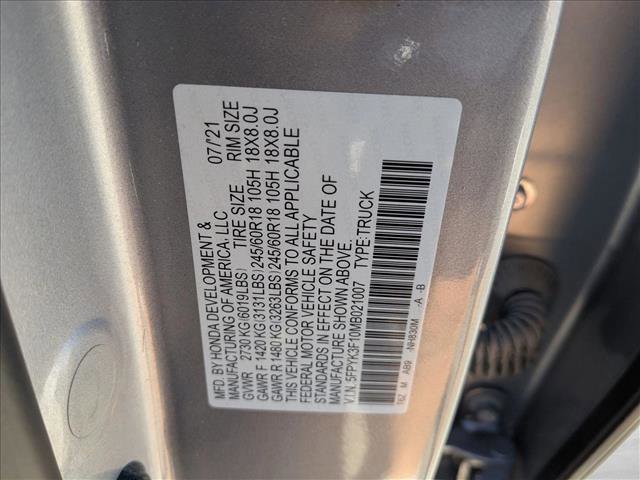 MFD. BY HONDA DEVELOPMENT & 07/'21
MANUFACTURING OF AMERICA, LLC
GVWR 2730 KG(6019LBS) TIRE SIZE RIM SIZE
GAWR F 1420 KG(3131LBS)245/60R18 105H 18X8.0J
GAWR R 1480 KG(3263LBS)245/60R18 105H 18X8.0J
THIS VEHICLE CONFORMS TO ALL APPLICABLE
FEDERAL MOTOR VEHICLE SAFETY
STANDARDS IN EFFECT ON THE DATE OF
MANUFACTURE SHOWN ABOVE.
V.I.N. 5FPYK3F10MB021007 TYPE:TRUCK
T6Z M AB9 -NH830M -A -B